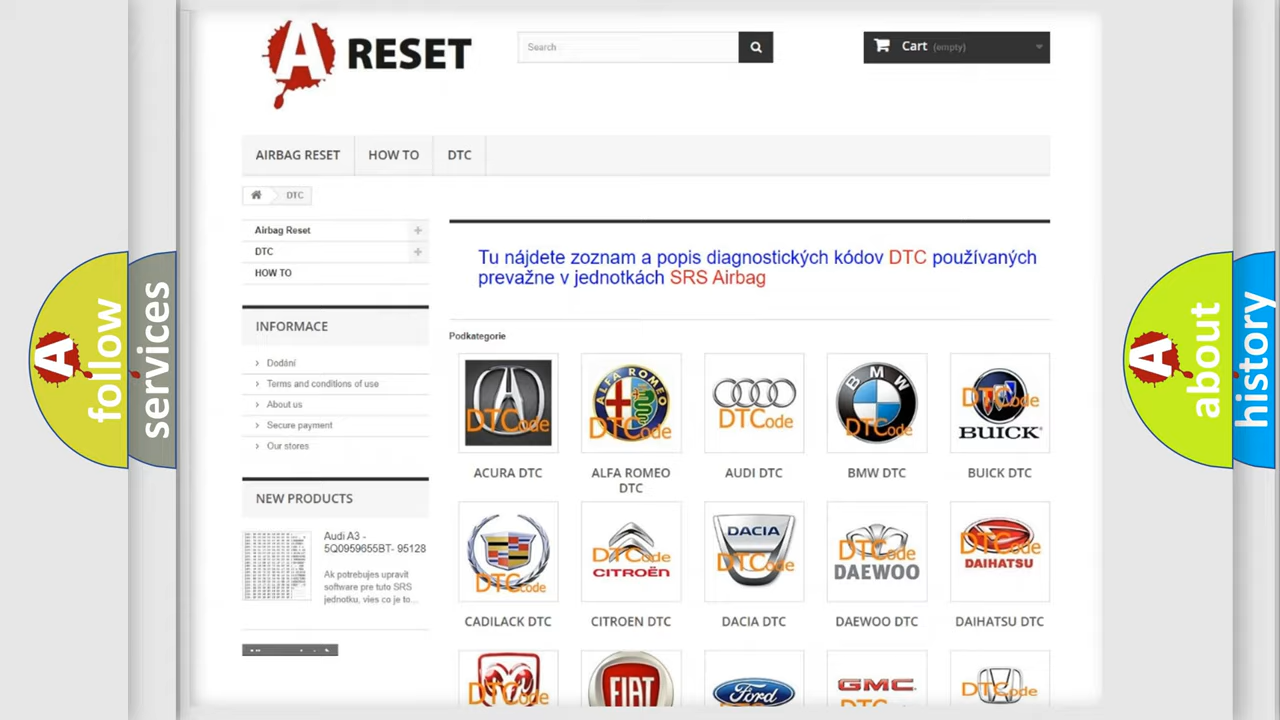 A RESET
Search
Cart (empty)
AIRBAG RESET
HOW TO
DTC
DTC
Airbag Reset
DTC
HOW TO
INFORMACE
Dodání
Terms and conditions of use
About us
Secure payment
Our stores
NEW PRODUCTS
Audi A3 -
5Q0959655BT- 95128
Ak potrebujes upravit
software pre tuto SRS
jednotku, vies co je to...
Tu nájdete zoznam a popis diagnostických kódov DTC používaných
prevažne v jednotkách SRS Airbag
Podkategorie
DTCode
ACURA DTC
ALFA ROMEO
DTCode
ALFA ROMEO
DTC
DTCode
AUDI DTC
BMW
DTCode
BMW DTC
DTCode
BUICK
BUICK DTC
DTCode
CADILACK DTC
DTCode
CITROËN
CITROEN DTC
DACIA
DTCode
DACIA DTC
DTCode
DAEWOO
DAEWOO DTC
DTCode
DAIHATSU
DAIHATSU DTC
DTCode
FIAT
Ford
GMC
DTCode
A follow
services
A about
history